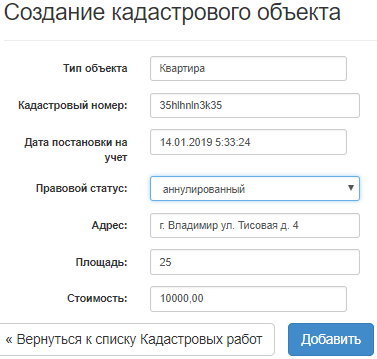 Создание кадастрового объекта
Тип объекта Квартира
Кадастровый номер: 35hlhnln3k35
Дата постановки на учет 14.01.2019 5:33:24
Правовой статус: аннулированный
Адрес: г. Владимир ул. Тисовая д. 4
Площадь: 25
Стоимость: 10000,00
« Вернуться к списку Кадастровых работ Добавить